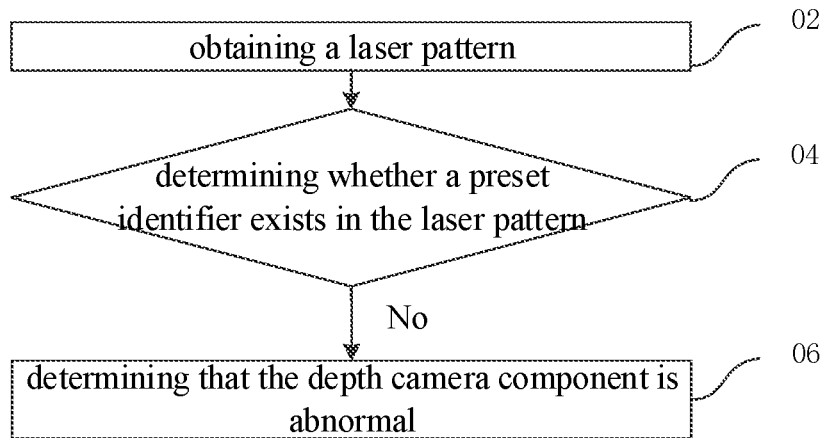 obtaining a laser pattern
02
determining whether a preset
identifier exists in the laser pattern
04
No
determining that the depth camera component is
abnormal
06